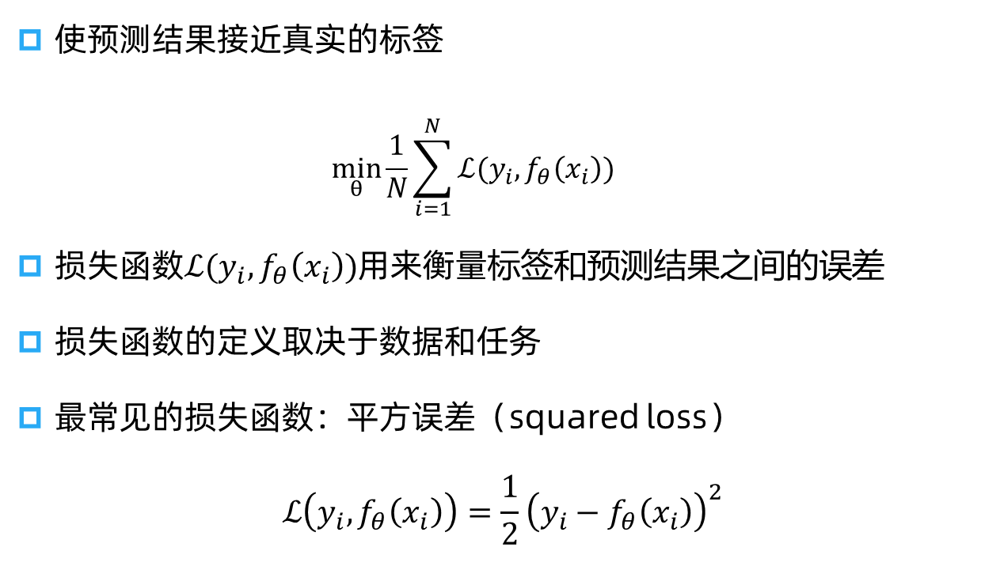 使预测结果接近真实的标签
$\min_{\theta} \frac{1}{N} \sum_{i=1}^{N} \mathcal{L}(y_i, f_\theta(x_i))$
损失函数$\mathcal{L}(y_i, f_\theta(x_i))$用来衡量标签和预测结果之间的误差
损失函数的定义取决于数据和任务
最常见的损失函数：平方误差（squared loss）
$\mathcal{L}(y_i, f_\theta(x_i)) = \frac{1}{2}(y_i - f_\theta(x_i))^2$